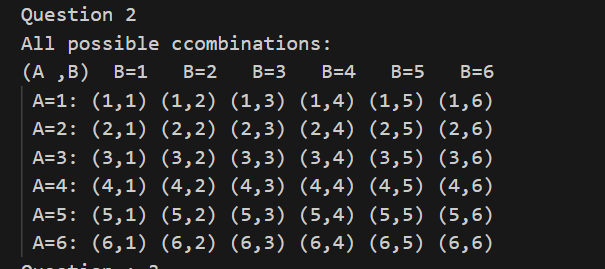 Question 2
All possible ccombinations:
(A ,B)  B=1   B=2   B=3   B=4   B=5   B=6
A=1: (1,1) (1,2) (1,3) (1,4) (1,5) (1,6)
A=2: (2,1) (2,2) (2,3) (2,4) (2,5) (2,6)
A=3: (3,1) (3,2) (3,3) (3,4) (3,5) (3,6)
A=4: (4,1) (4,2) (4,3) (4,4) (4,5) (4,6)
A=5: (5,1) (5,2) (5,3) (5,4) (5,5) (5,6)
A=6: (6,1) (6,2) (6,3) (6,4) (6,5) (6,6)